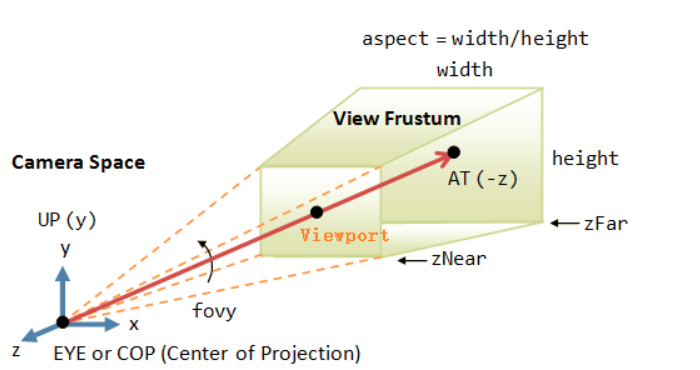 aspect = width/height
width
View Frustum
Camera Space
height
AT (-z)
UP (y)
zFar
Viewport
y
zNear
fovy
x
z
EYE or COP (Center of Projection)